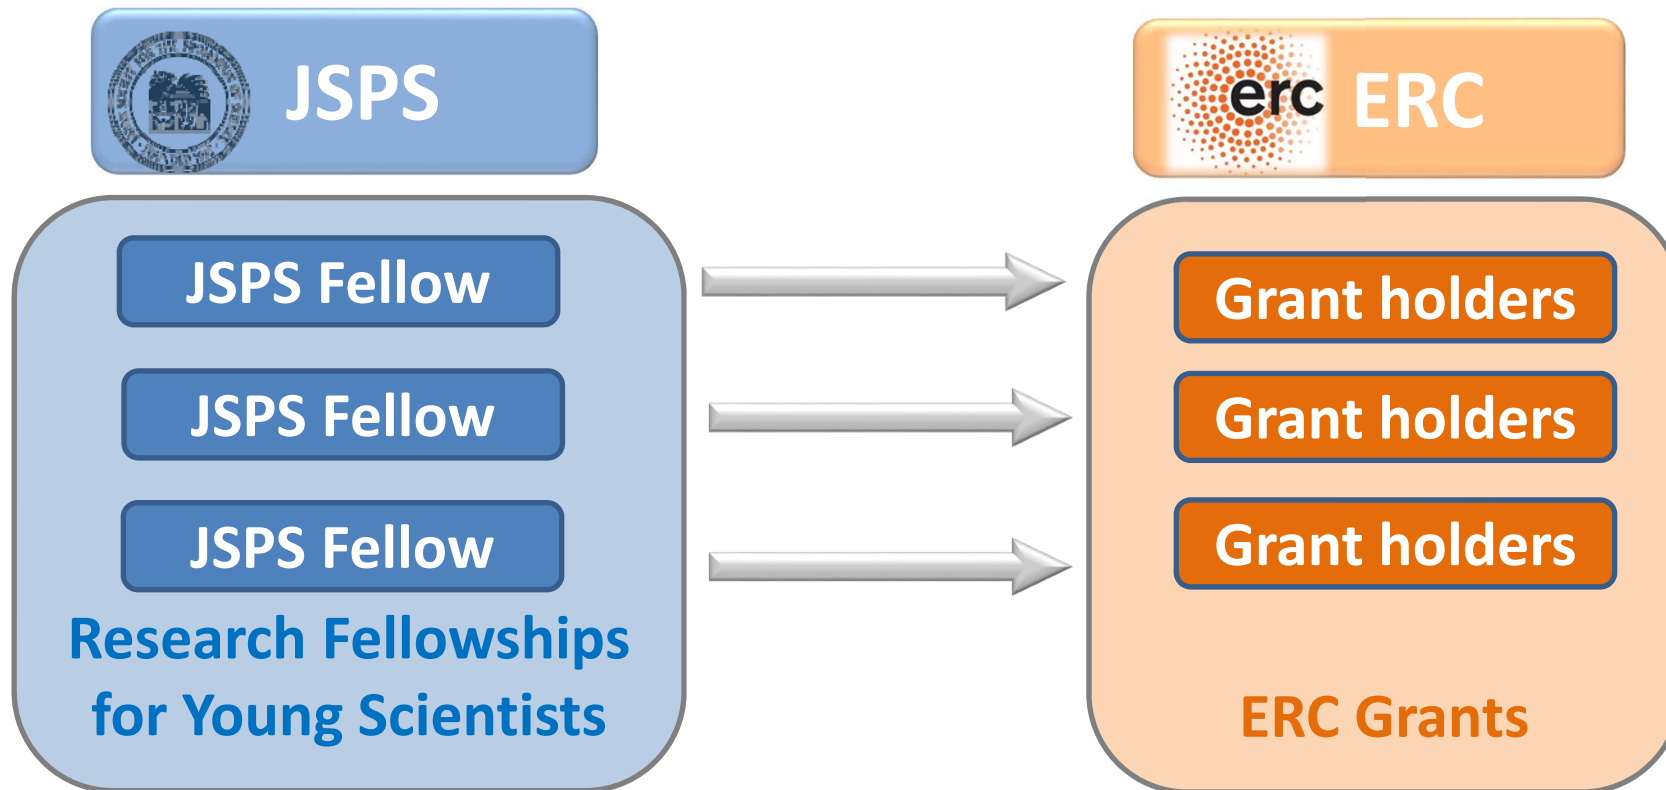 JSPS
erc ERC
JSPS Fellow
JSPS Fellow
JSPS Fellow
Research Fellowships
for Young Scientists
Grant holders
Grant holders
Grant holders
ERC Grants